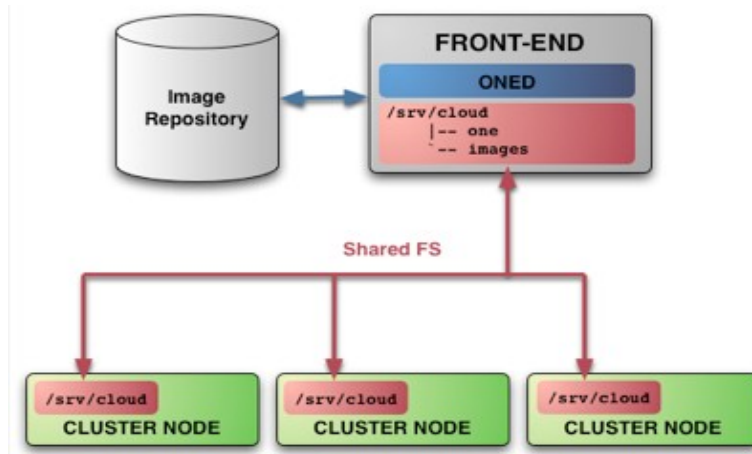 Image
Repository
FRONT-END
ONED
/srv/cloud
|-- one
`-- images
Shared FS
/srv/cloud
CLUSTER NODE
/srv/cloud
CLUSTER NODE
/srv/cloud
CLUSTER NODE